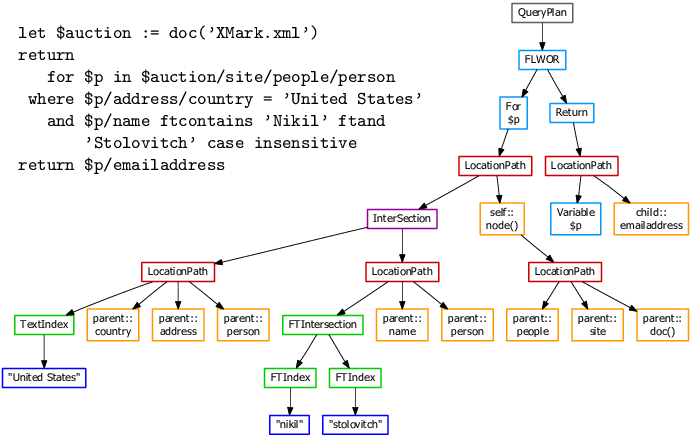 let $auction := doc('XMark.xml')
return
for $p in $auction/site/people/person
where $p/address/country = 'United States'
and $p/name ftcontains 'Nikil' ftand
'Stolovitch' case insensitive
return $p/emailaddress
QueryPlan
FLWOR
For
$p
Return
LocationPath
LocationPath
InterSection
self::
node()
Variable
$p
child::
emailaddress
LocationPath
LocationPath
LocationPath
TextIndex
parent::
country
parent::
address
parent::
person
FTIntersection
parent::
name
parent::
person
parent::
people
parent::
site
parent::
doc()
"United States"
FTIndex
FTIndex
"nikil"
"stolovitch"